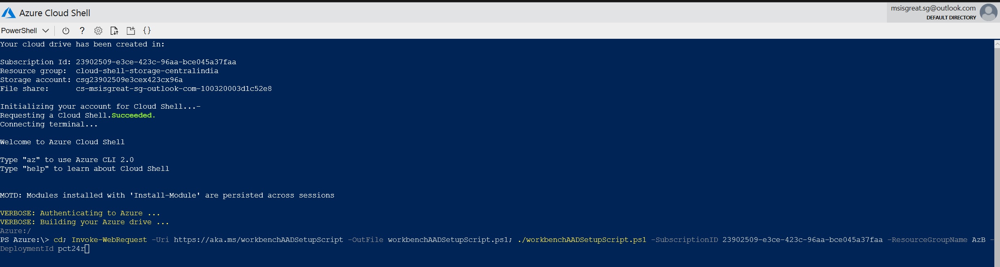 Azure Cloud Shell
msisgreat.sg@outlook.com
DEFAULT DIRECTORY
PowerShell
Your cloud drive has been created in:
Subscription Id: 23902509-e3ce-423c-96aa-bce045a37faa
Resource group:  cloud-shell-storage-centralindia
Storage account: csg23902509e3cex423cx96a
File share:      cs-msisgreat-sg-outlook-com-100320003d1c52e8
Initializing your account for Cloud Shell...-
Requesting a Cloud Shell.Succeeded.
Connecting terminal...
Welcome to Azure Cloud Shell
Type "az" to use Azure CLI 2.0
Type "help" to learn about Cloud Shell
MOTD: Modules installed with 'Install-Module' are persisted across sessions
VERBOSE: Authenticating to Azure ...
VERBOSE: Building your Azure drive ...
Azure:/
PS Azure:\> cd; Invoke-WebRequest -Uri https://aka.ms/workbenchAADSetupScript -OutFile workbenchAADSetupScript.ps1; ./workbenchAADSetupScript.ps1 -SubscriptionID 23902509-e3ce-423c-96aa-bce045a37faa -ResourceGroupName AzB -
DeploymentId pct24r